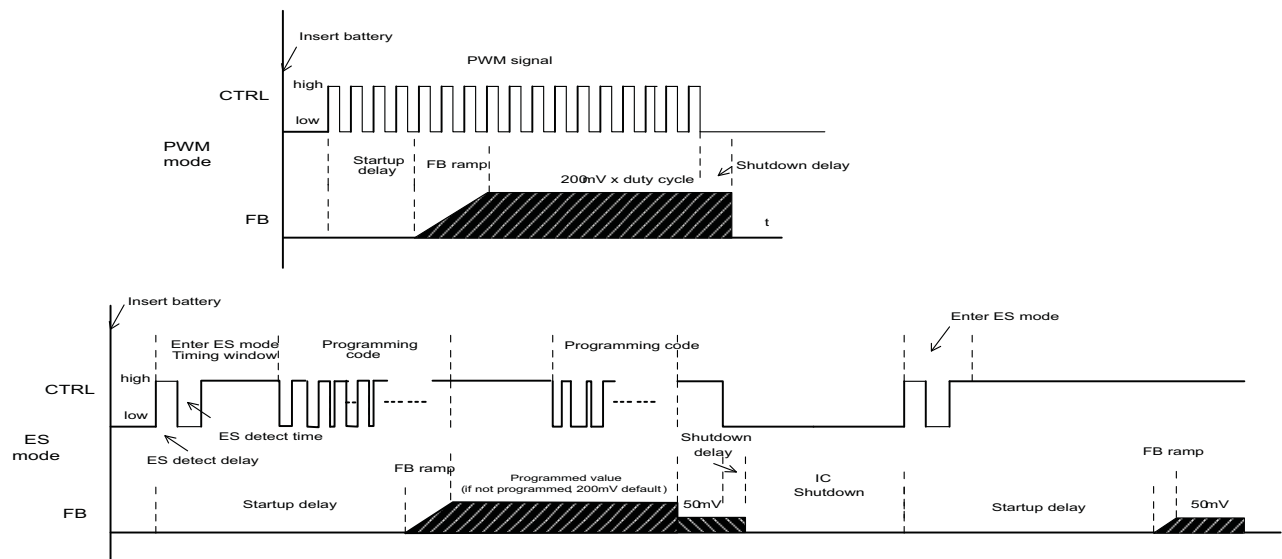 Insert battery
PWM signal
high
CTRL
low
PWM
mode
Startup
delay
FB ramp
Shutdown delay
200mV x duty cycle
FB
t
Insert battery
Enter ES mode
Enter ES mode
Timing window
Programming
code
Programming code
high
CTRL
low
ES detect time
ES
mode
ES detect delay
Shutdown
delay
FB ramp
FB ramp
Programmed value
(if not programmed, 200mV default )
IC
Shutdown
50mV
50mV
Startup delay
Startup delay
FB